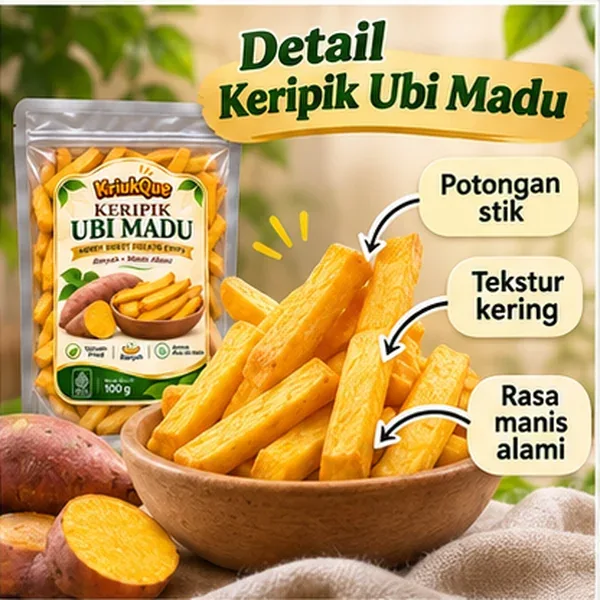 Detail
Keripik Ubi Madu
Potongan
stik
Tekstur
kering
Rasa
manis
alami
KriukQue
KERIPIK
UBI MADU
100 g